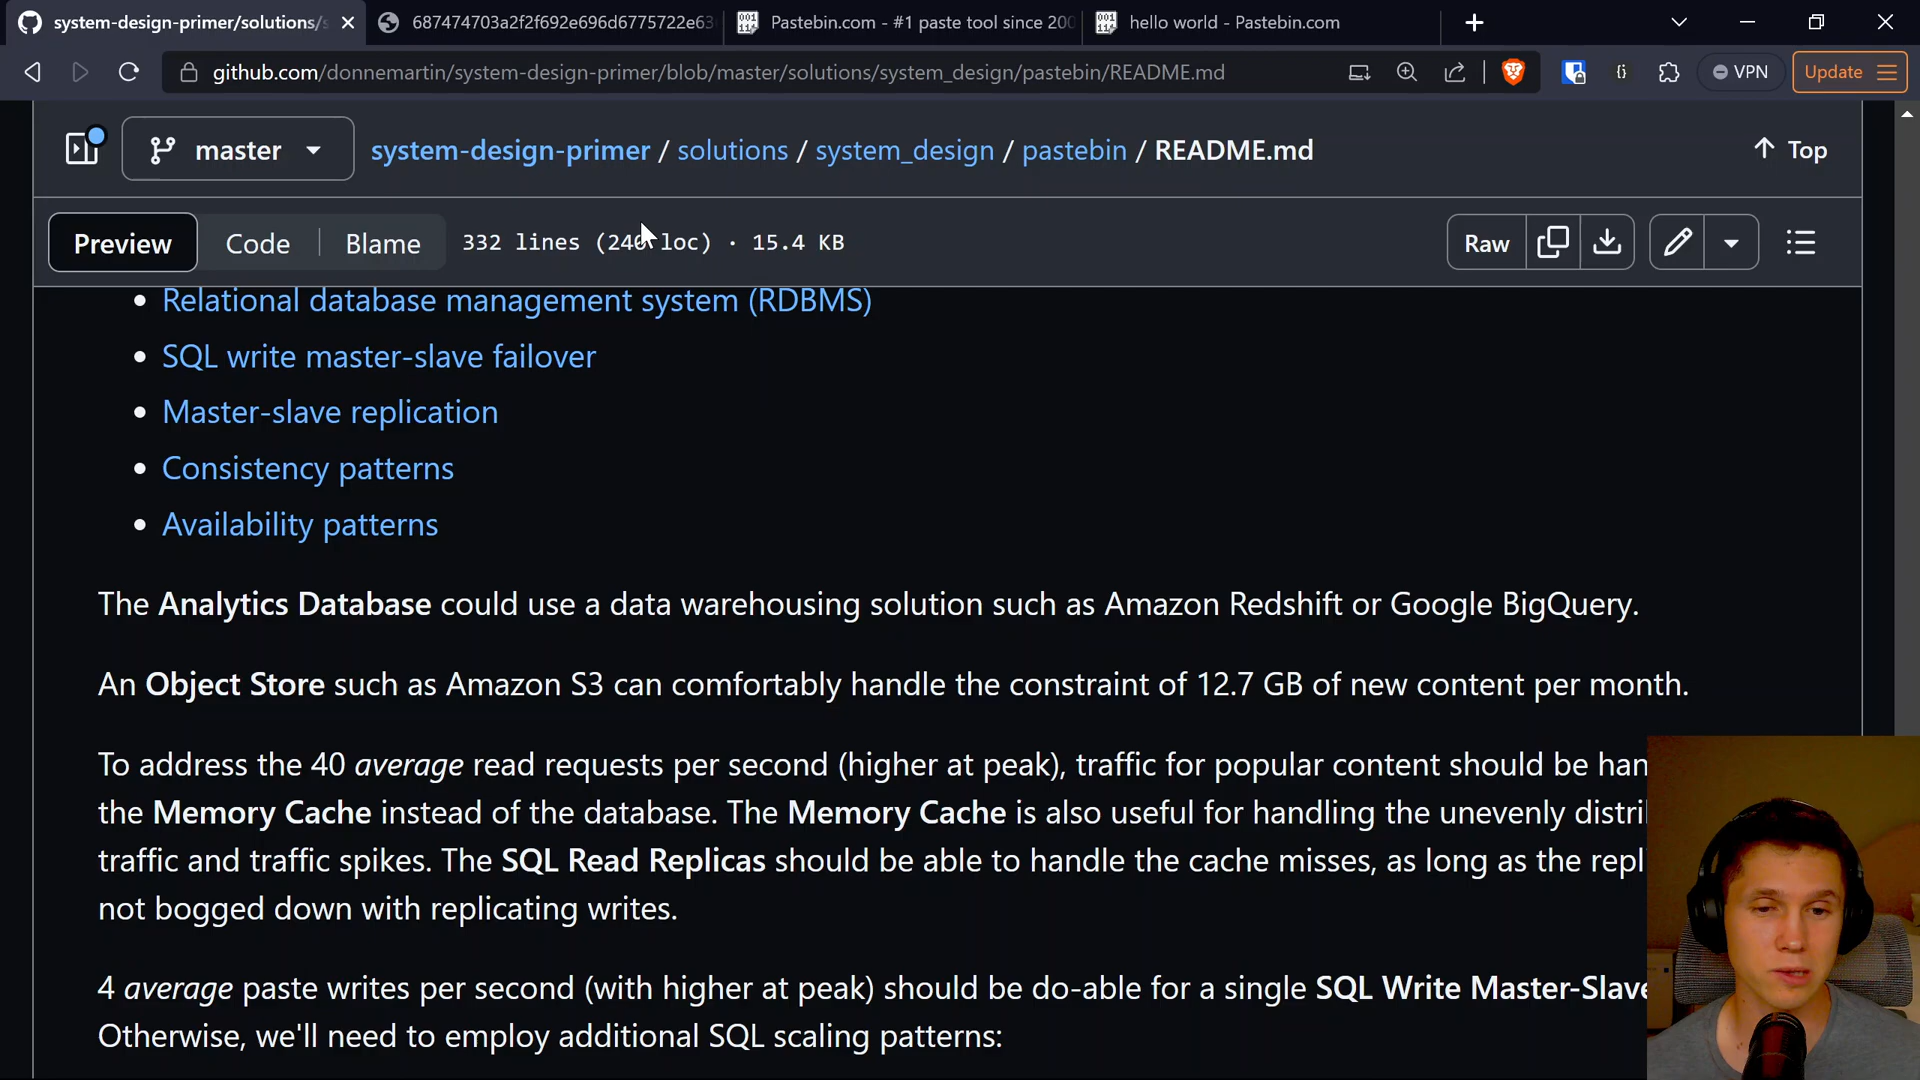 system-design-primer/solutions/s
687474703a2f2f692e696d6775722e63
Pastebin.com - #1 paste tool since 200
hello world - Pastebin.com
github.com/donnemartin/system-design-primer/blob/master/solutions/system_design/pastebin/README.md
VPN
Update
master
system-design-primer / solutions / system_design / pastebin / README.md
Top
Preview
Code
Blame
332 lines (240 loc) · 15.4 KB
Raw
Relational database management system (RDBMS)
SQL write master-slave failover
Master-slave replication
Consistency patterns
Availability patterns
The Analytics Database could use a data warehousing solution such as Amazon Redshift or Google BigQuery.
An Object Store such as Amazon S3 can comfortably handle the constraint of 12.7 GB of new content per month.
To address the 40 average read requests per second (higher at peak), traffic for popular content should be han
the Memory Cache instead of the database. The Memory Cache is also useful for handling the unevenly distri
traffic and traffic spikes. The SQL Read Replicas should be able to handle the cache misses, as long as the repl
not bogged down with replicating writes.
4 average paste writes per second (with higher at peak) should be do-able for a single SQL Write Master-Slave
Otherwise, we'll need to employ additional SQL scaling patterns: